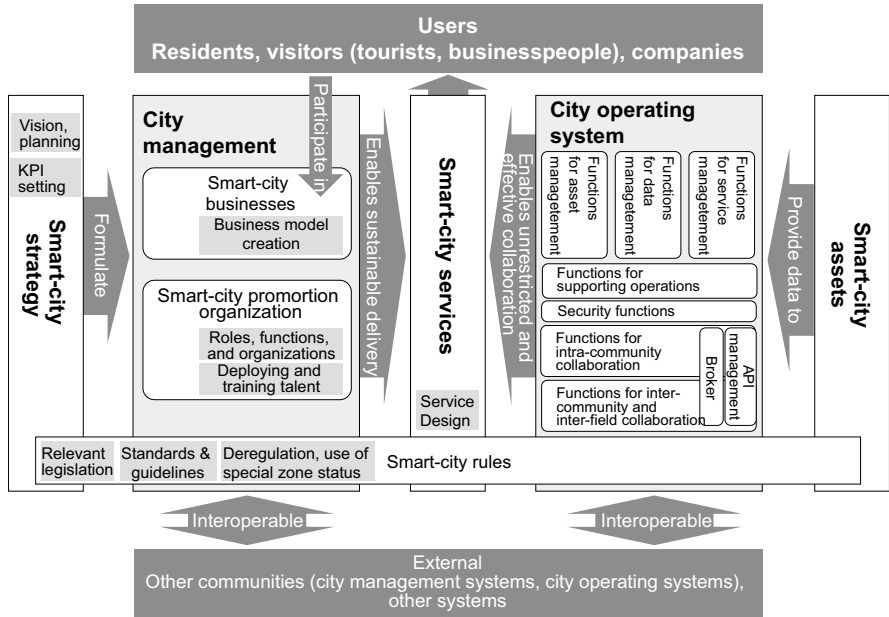 Users
Residents, visitors (tourists, businesspeople), companies
Vision,
planning
KPI
setting
Smart-city
strategy
Formulate
City
management
Participate in
Smart-city
businesses
Business model
creation
Smart-city promortion
organization
Roles, functions,
and organizations
Deploying and
training talent
Enables sustainable delivery
Smart-city services
Service
Design
Enables unrestricted and
effective collaboration
City operating
system
Functions
for asset
managetement
Functions
for data
managetement
Functions
for service
managetement
Functions for
supporting operations
Security functions
Functions for
intra-community
collaboration
Functions for inter-
community and
inter-field collaboration
Broker
API
management
Provide data to
Smart-city
assets
Relevant
legislation
Standards &
guidelines
Deregulation, use of
special zone status
Smart-city rules
Interoperable
Interoperable
External
Other communities (city management systems, city operating systems),
other systems